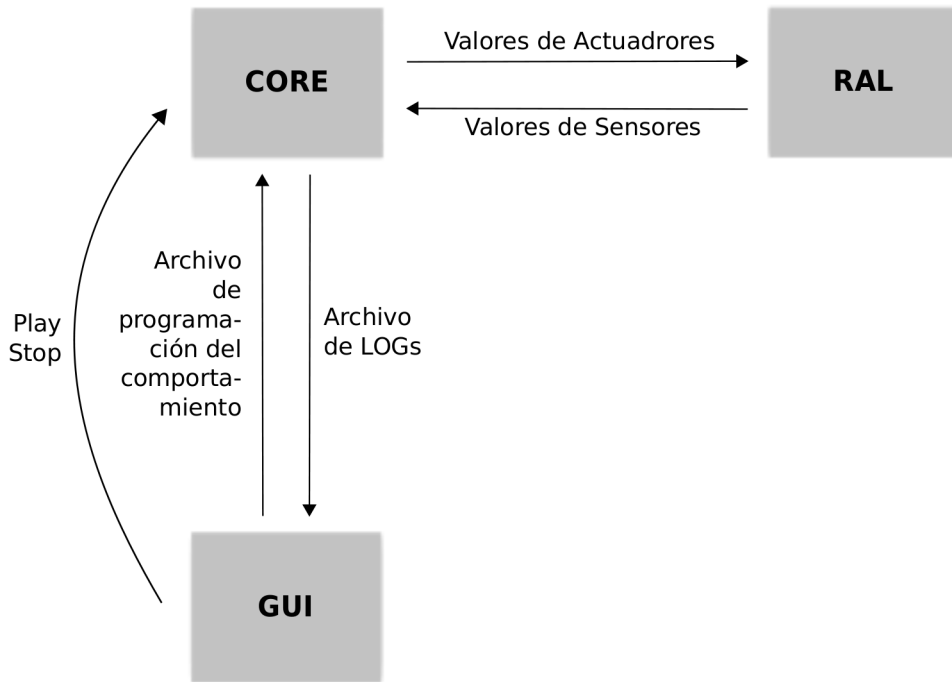 CORE
Valores de Actuadrores
RAL
Valores de Sensores
Play
Stop
Archivo
de
programa-
ción del
comporta-
miento
Archivo
de LOGs
GUI